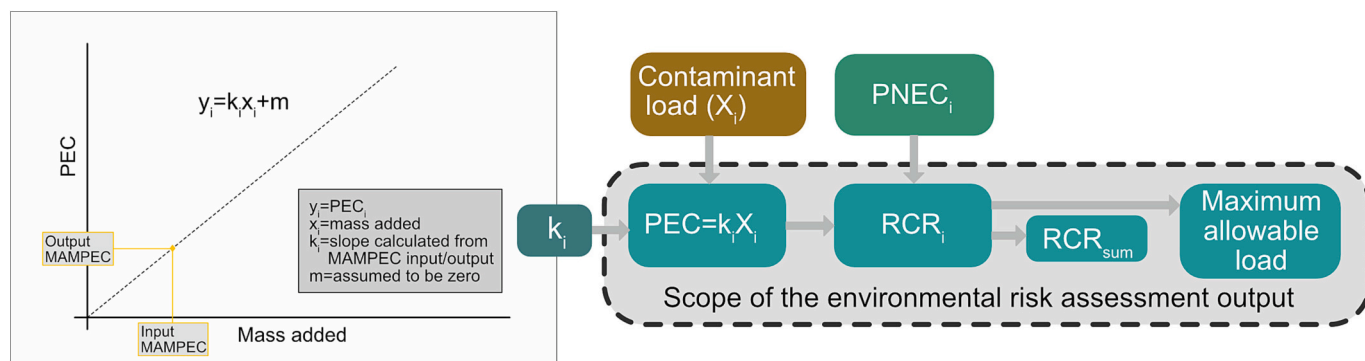 yᵢ=kᵢxᵢ+m
PEC
yᵢ=PECᵢ
xᵢ=mass added
kᵢ=slope calculated from
MAMPEC input/output
m=assumed to be zero
Output
MAMPEC
Input
MAMPEC
Mass added
Contaminant
load (Xᵢ)
PNECᵢ
kᵢ
PEC=kᵢXᵢ
RCRᵢ
RCRsum
Maximum
allowable
load
Scope of the environmental risk assessment output